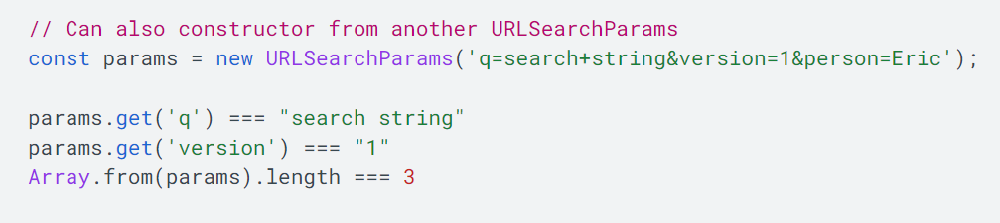 // Can also constructor from another URLSearchParams
const params = new URLSearchParams('q=search+string&version=1&person=Eric');
params.get('q') === "search string"
params.get('version') === "1"
Array.from(params).length === 3